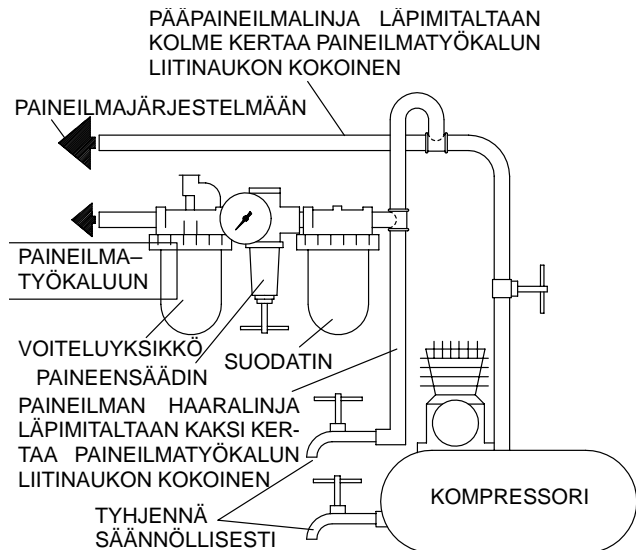 PÄÄPAINEILMALINJA LÄPIMITALTAAN
KOLME KERTAA PAINEILMATYÖKALUN
LIITINAUKON KOKOINEN
PAINEILMAJÄRJESTELMÄÄN
PAINEILMA–
TYÖKALUUN
VOITELUYKSIKKÖ
SUODATIN
PAINEENSÄÄDIN
PAINEILMAN HAARALINJA
LÄPIMITALTAAN KAKSI KER-
TAA PAINEILMATYÖKALUN
LIITINAUKON KOKOINEN
KOMPRESSORI
TYHJENNÄ
SÄÄNNÖLLISESTI